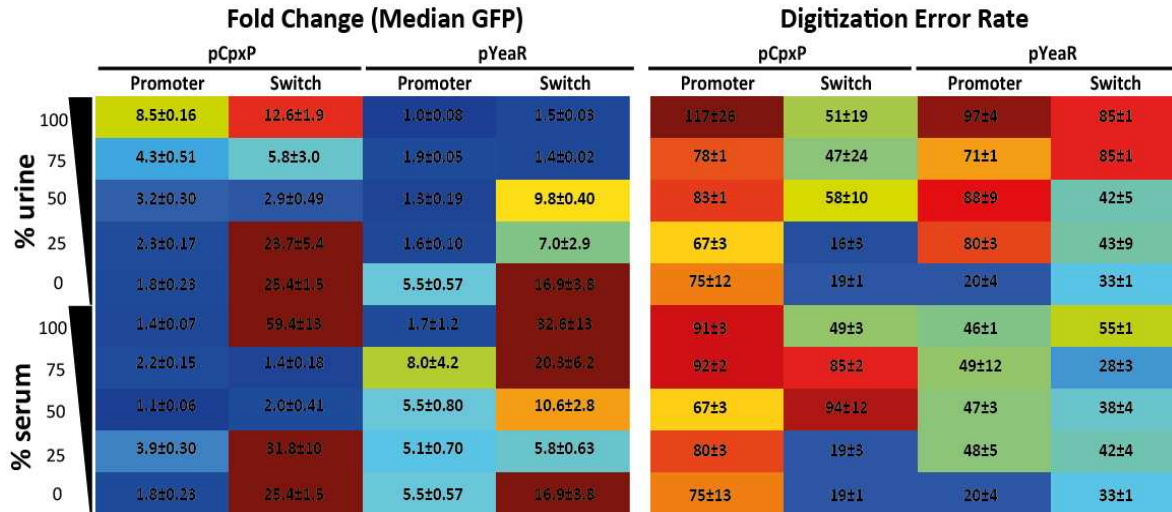 Fold Change (Median GFP) Digitization Error Rate
pCpxP pYeaR pCpxP pYeaR
Promoter Switch Promoter Switch Promoter Switch Promoter Switch
% urine
100 8.5±0.16 12.6±1.9 1.0±0.08 1.5±0.03 117±26 51±19 97±4 85±1
75 4.3±0.51 5.8±3.0 1.9±0.05 1.4±0.02 78±1 47±24 71±1 85±1
50 3.2±0.30 2.9±0.49 1.3±0.19 9.8±0.40 83±1 58±10 88±9 42±5
25 2.3±0.17 23.7±5.4 1.6±0.10 7.0±2.9 67±3 16±3 80±3 43±9
0 1.8±0.23 25.4±1.5 5.5±0.57 16.9±3.8 75±12 19±1 20±4 33±1
% serum
100 1.4±0.07 59.4±13 1.7±1.2 32.6±13 91±3 49±3 46±1 55±1
75 2.2±0.15 1.4±0.18 8.0±4.2 20.3±6.2 92±2 85±2 49±12 28±3
50 1.1±0.06 2.0±0.41 5.5±0.80 10.6±2.8 67±3 94±12 47±3 38±4
25 3.9±0.30 31.8±10 5.1±0.70 5.8±0.63 80±3 19±3 48±5 42±4
0 1.8±0.23 25.4±1.5 5.5±0.57 16.9±3.8 75±13 19±1 20±4 33±1